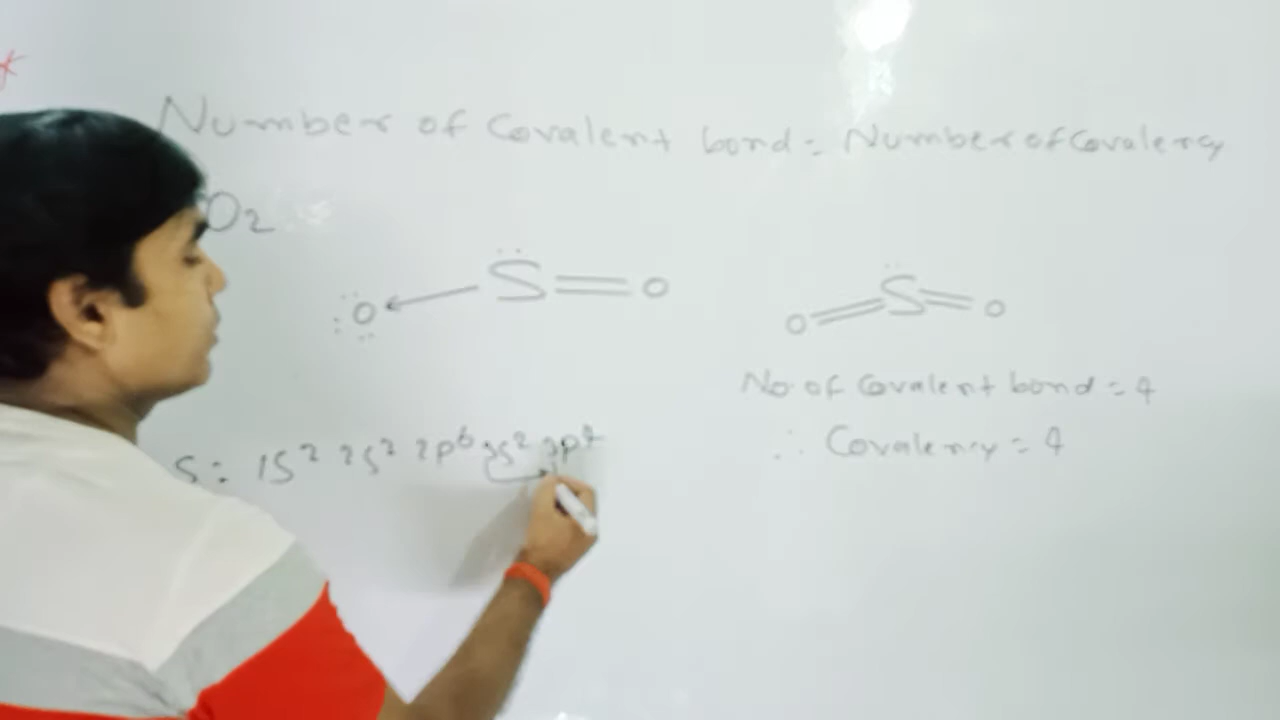 Number of Covalent bond = Number of Covalency
O2
O ← S = O
O = S = O
No. of Covalent bond = 4
∴ Covalency = 4
S: 1S² 2S² 2P⁶ 3S² 3P⁴